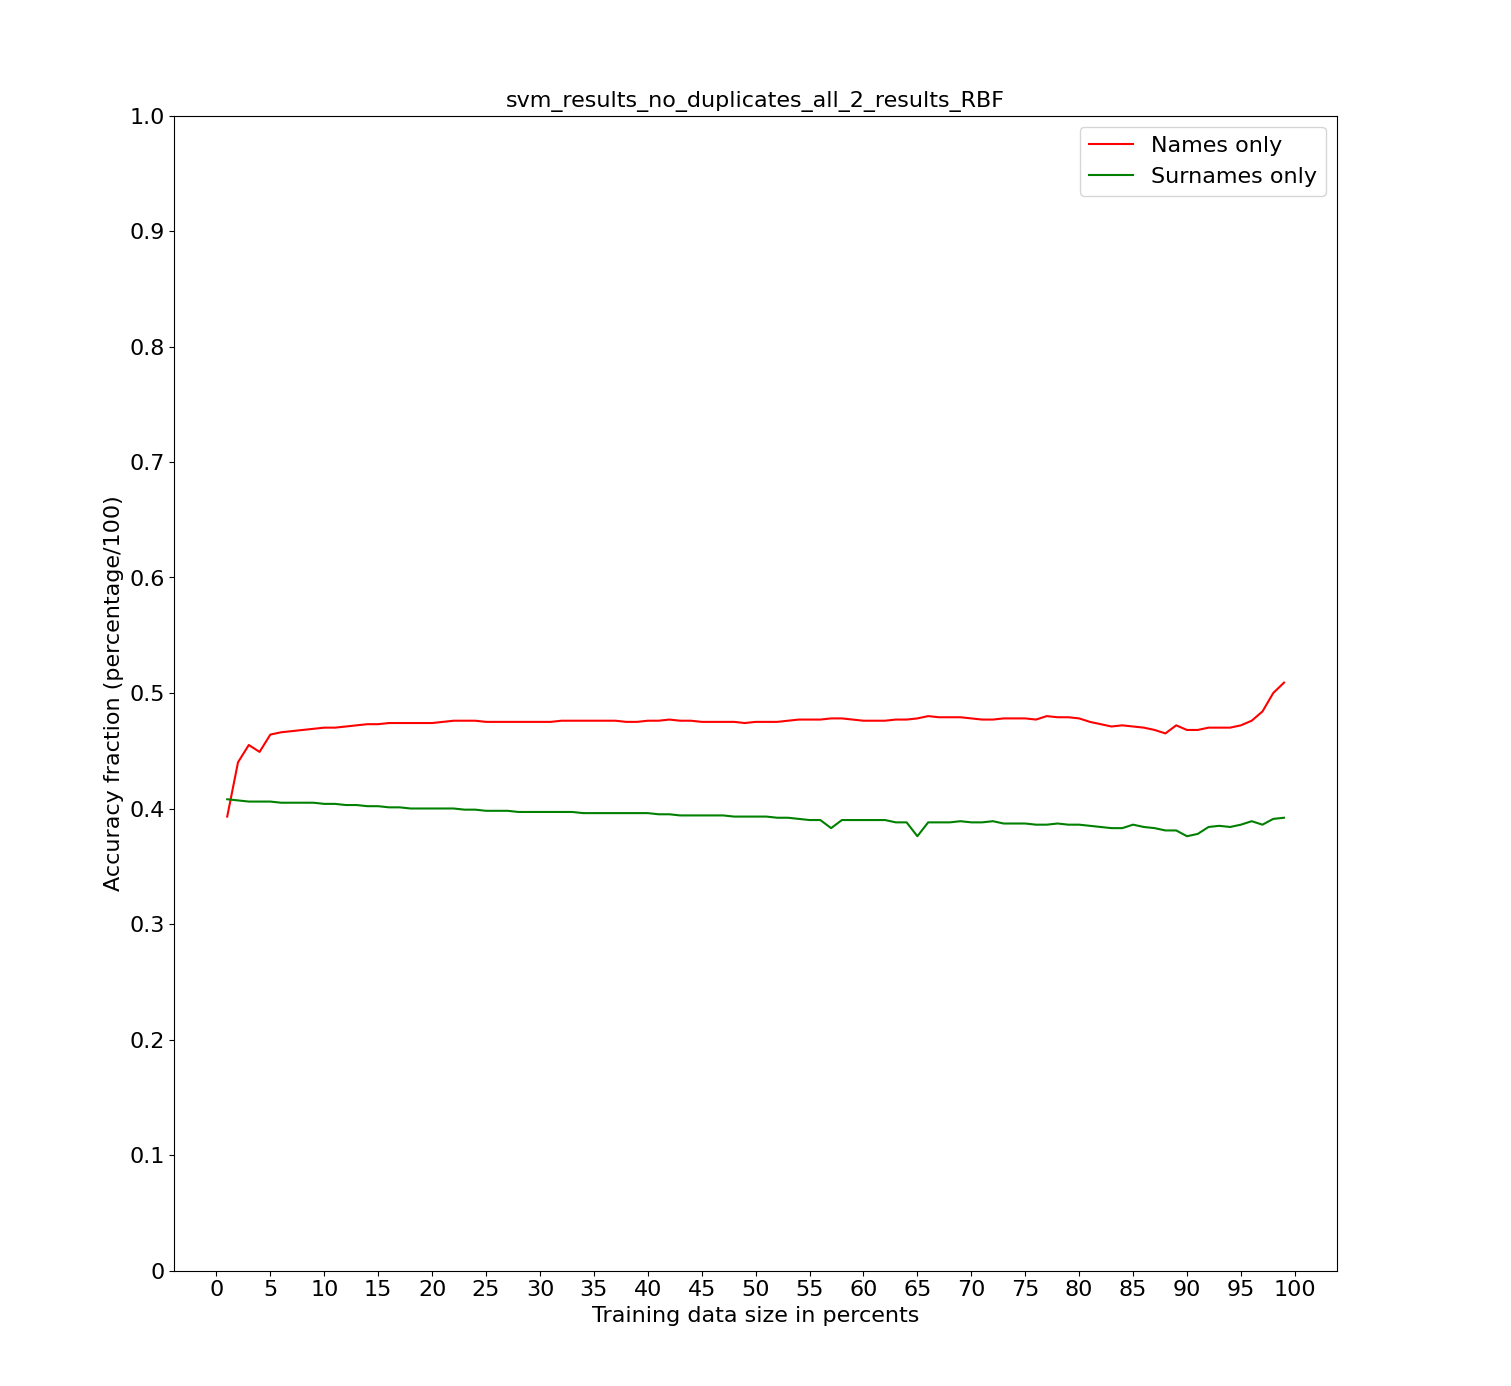 svm_results_no_duplicates_all_2_results_RBF
1.0
0.9
0.8
0.7
0.6
0.5
0.4
0.3
0.2
0.1
0
Accuracy fraction (percentage/100)
Names only
Surnames only
0 5 10 15 20 25 30 35 40 45 50 55 60 65 70 75 80 85 90 95 100
Training data size in percents